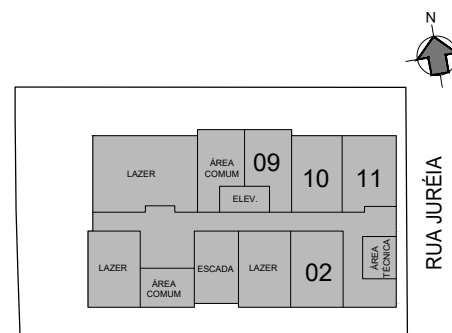 N
LAZER
ÁREA
COMUM
09
10
11
ELEV.
RUA JURÉIA
LAZER
ÁREA
COMUM
ESCADA
LAZER
02
ÁREA
TÉCNICA